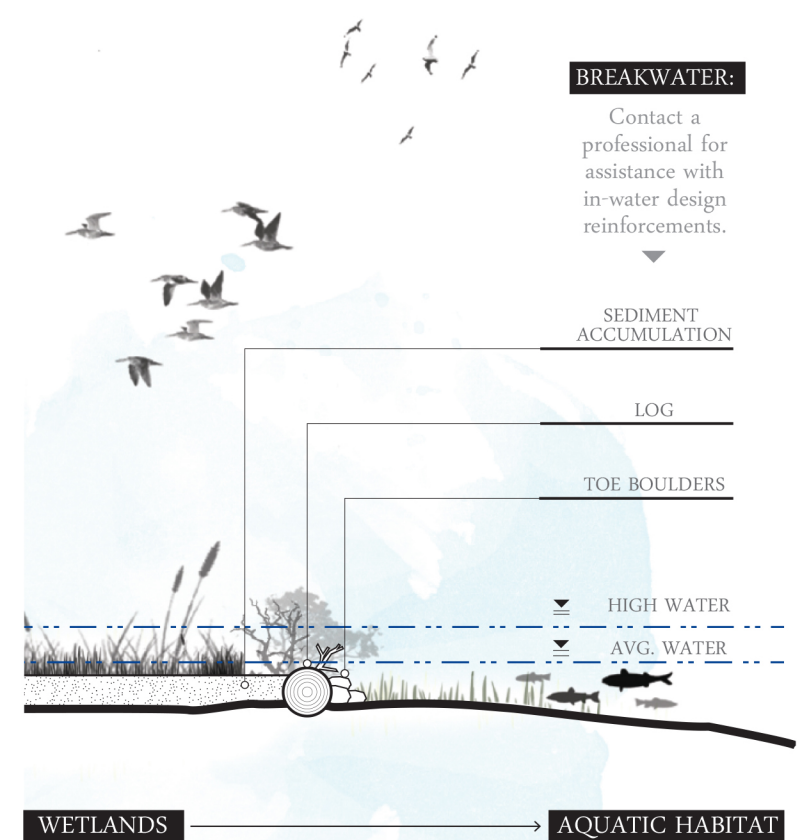 BREAKWATER:
Contact a
professional for
assistance with
in-water design
reinforcements.
SEDIMENT
ACCUMULATION
LOG
TOE BOULDERS
HIGH WATER
AVG. WATER
WETLANDS
AQUATIC HABITAT